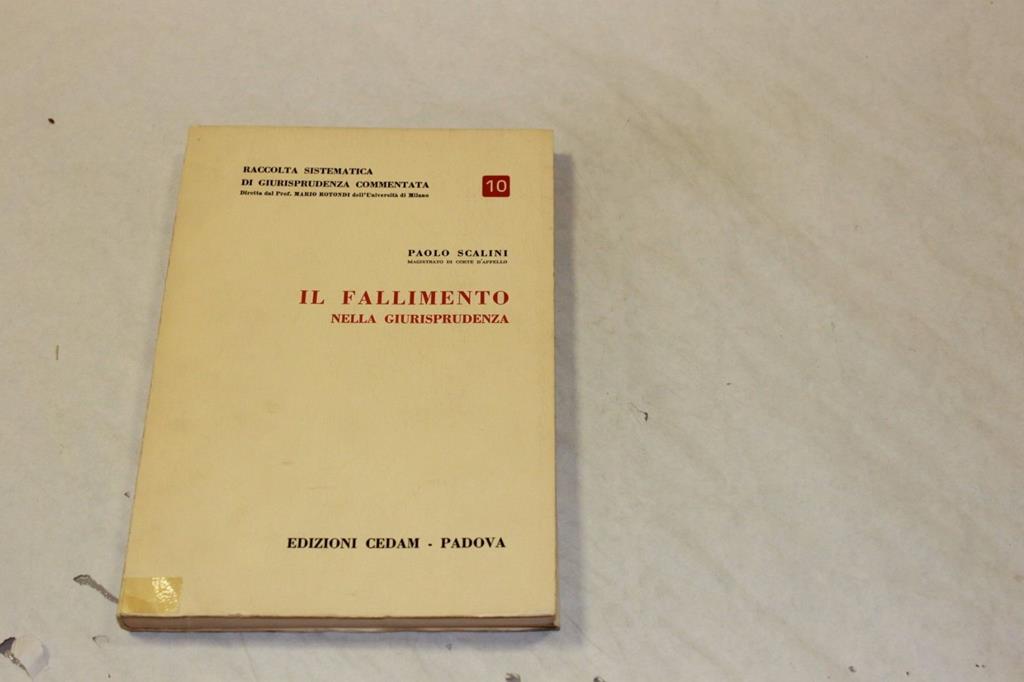 RACCOLTA SISTEMATICA
DI GIURISPRUDENZA COMMENTATA
Diretta dal Prof. MARIO ROTONDI dell'Università di Milano
10
PAOLO SCALINI
MAGISTRATO DI CORTE D'APPELLO
IL FALLIMENTO
NELLA GIURISPRUDENZA
EDIZIONI CEDAM - PADOVA